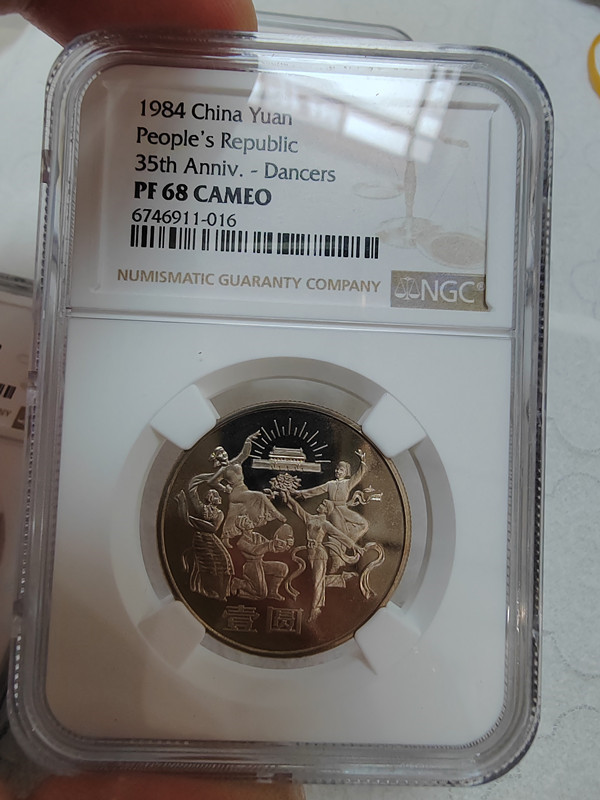 1984 China Yuan
People's Republic
35th Anniv. - Dancers
PF 68 CAMEO
6746911-016
NUMISMATIC GUARANTY COMPANY NGC
壹圆